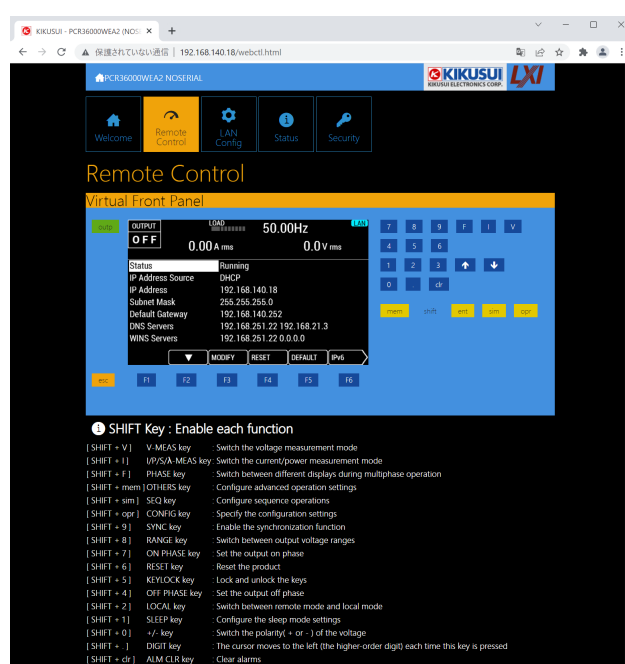 KIKUSUI - PCR36000WEA2 (NOS
保護されていない通信 | 192.168.140.18/webctl.html
PCR36000WEA2 NOSERIAL
KIKUSUI
KIKUSUI ELECTRONICS CORP.
LXI
Welcome
Remote Control
LAN Config
Status
Security
Remote Control
Virtual Front Panel
outp
OUTPUT
OFF
LOAD
50.00Hz
LAN
0.00 A rms
0.0 V rms
Status Running
IP Address Source DHCP
IP Address 192.168.140.18
Subnet Mask 255.255.255.0
Default Gateway 192.168.140.252
DNS Servers 192.168.251.22 192.168.21.3
WINS Servers 192.168.251.22 0.0.0.0
▼ MODIFY RESET DEFAULT IPv6
7 8 9 F I V
4 5 6
1 2 3 ↑ ↓
0 . clr
mem shift ent sim opr
esc F1 F2 F3 F4 F5 F6
SHIFT Key : Enable each function
[ SHIFT + V ] V-MEAS key : Switch the voltage measurement mode
[ SHIFT + I ] I/P/S/λ-MEAS key : Switch the current/power measurement mode
[ SHIFT + F ] PHASE key : Switch between different displays during multiphase operation
[ SHIFT + mem ] OTHERS key : Configure advanced operation settings
[ SHIFT + sim ] SEQ key : Configure sequence operations
[ SHIFT + opr ] CONFIG key : Specify the configuration settings
[ SHIFT + 9 ] SYNC key : Enable the synchronization function
[ SHIFT + 8 ] RANGE key : Switch between output voltage ranges
[ SHIFT + 7 ] ON PHASE key : Set the output on phase
[ SHIFT + 6 ] RESET key : Reset the product
[ SHIFT + 5 ] KEYLOCK key : Lock and unlock the keys
[ SHIFT + 4 ] OFF PHASE key : Set the output off phase
[ SHIFT + 2 ] LOCAL key : Switch between remote mode and local mode
[ SHIFT + 1 ] SLEEP key : Configure the sleep mode settings
[ SHIFT + 0 ] +/- key : Switch the polarity( + or - ) of the voltage
[ SHIFT + . ] DIGIT key : The cursor moves to the left (the higher-order digit) each time this key is pressed
[ SHIFT + clr ] ALM CLR key : Clear alarms